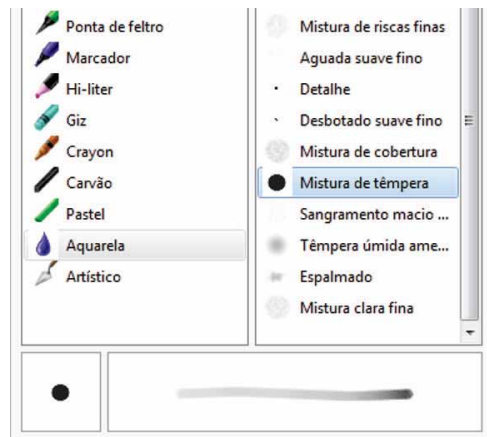 Ponta de feltro
Marcador
Hi-liter
Giz
Crayon
Carvão
Pastel
Aquarela
Artístico
Mistura de riscas finas
Aguada suave fino
Detalhe
Desbotado suave fino
Mistura de cobertura
Mistura de têmpera
Sangramento macio ...
Têmpera úmida ame...
Espalmado
Mistura clara fina